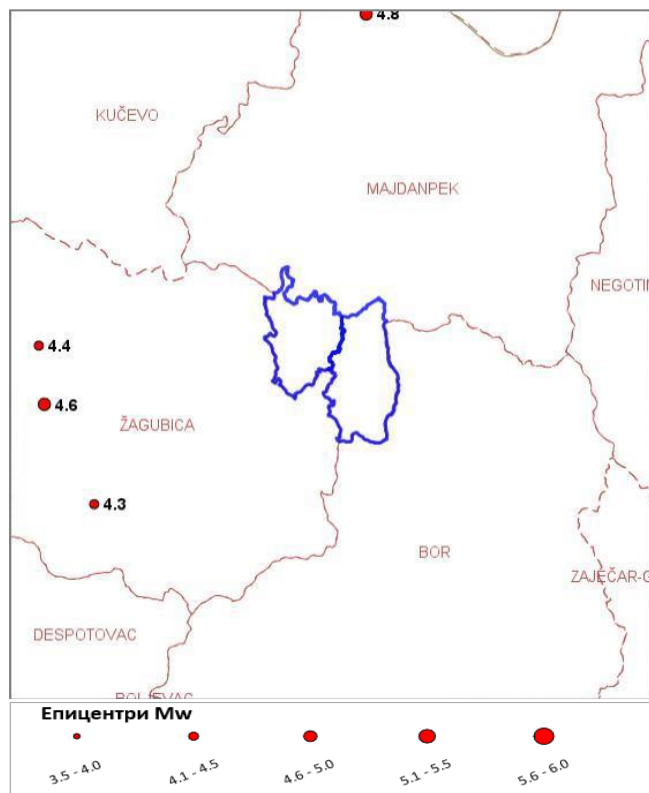 4.8
KUČEVO
MAJDANPEK
NEGOTIN
4.4
4.6
ŽAGUBICA
4.3
BOR
ZAJEČAR-G
DESPOTOVAC
BOLJEVAC
Епицентри Mw
3.5 - 4.0
4.1 - 4.5
4.6 - 5.0
5.1 - 5.5
5.6 - 6.0